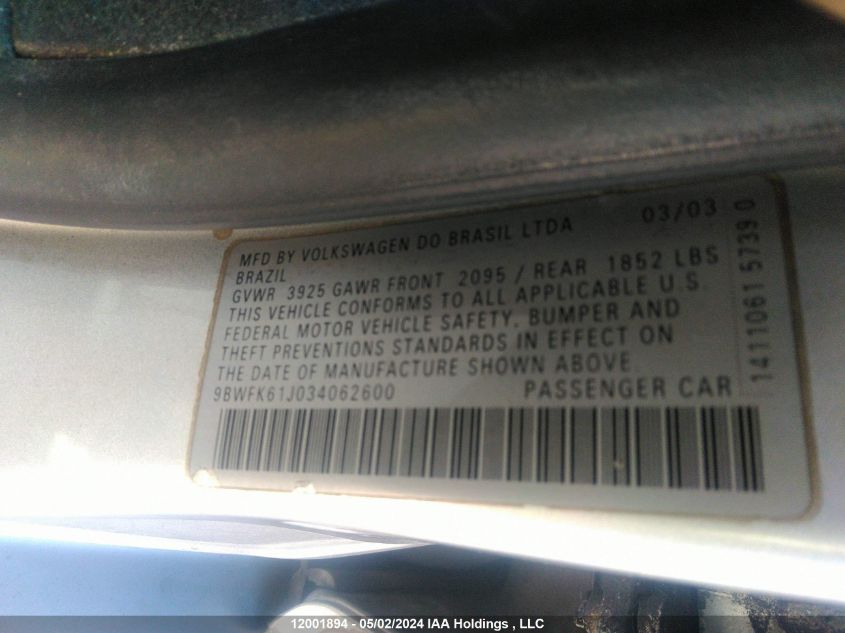 03/03
MFD BY VOLKSWAGEN DO BRASIL LTDA
BRAZIL
GVWR 3925 GAWR FRONT 2095 / REAR 1852 LBS
THIS VEHICLE CONFORMS TO ALL APPLICABLE U.S
FEDERAL MOTOR VEHICLE SAFETY, BUMPER AND
THEFT PREVENTIONS STANDARDS IN EFFECT ON
THE DATE OF MANUFACTURE SHOWN ABOVE
9BWFK61J034062600 PASSENGER CAR
1411061 5739 0
12001894 - 05/02/2024 IAA Holdings , LLC